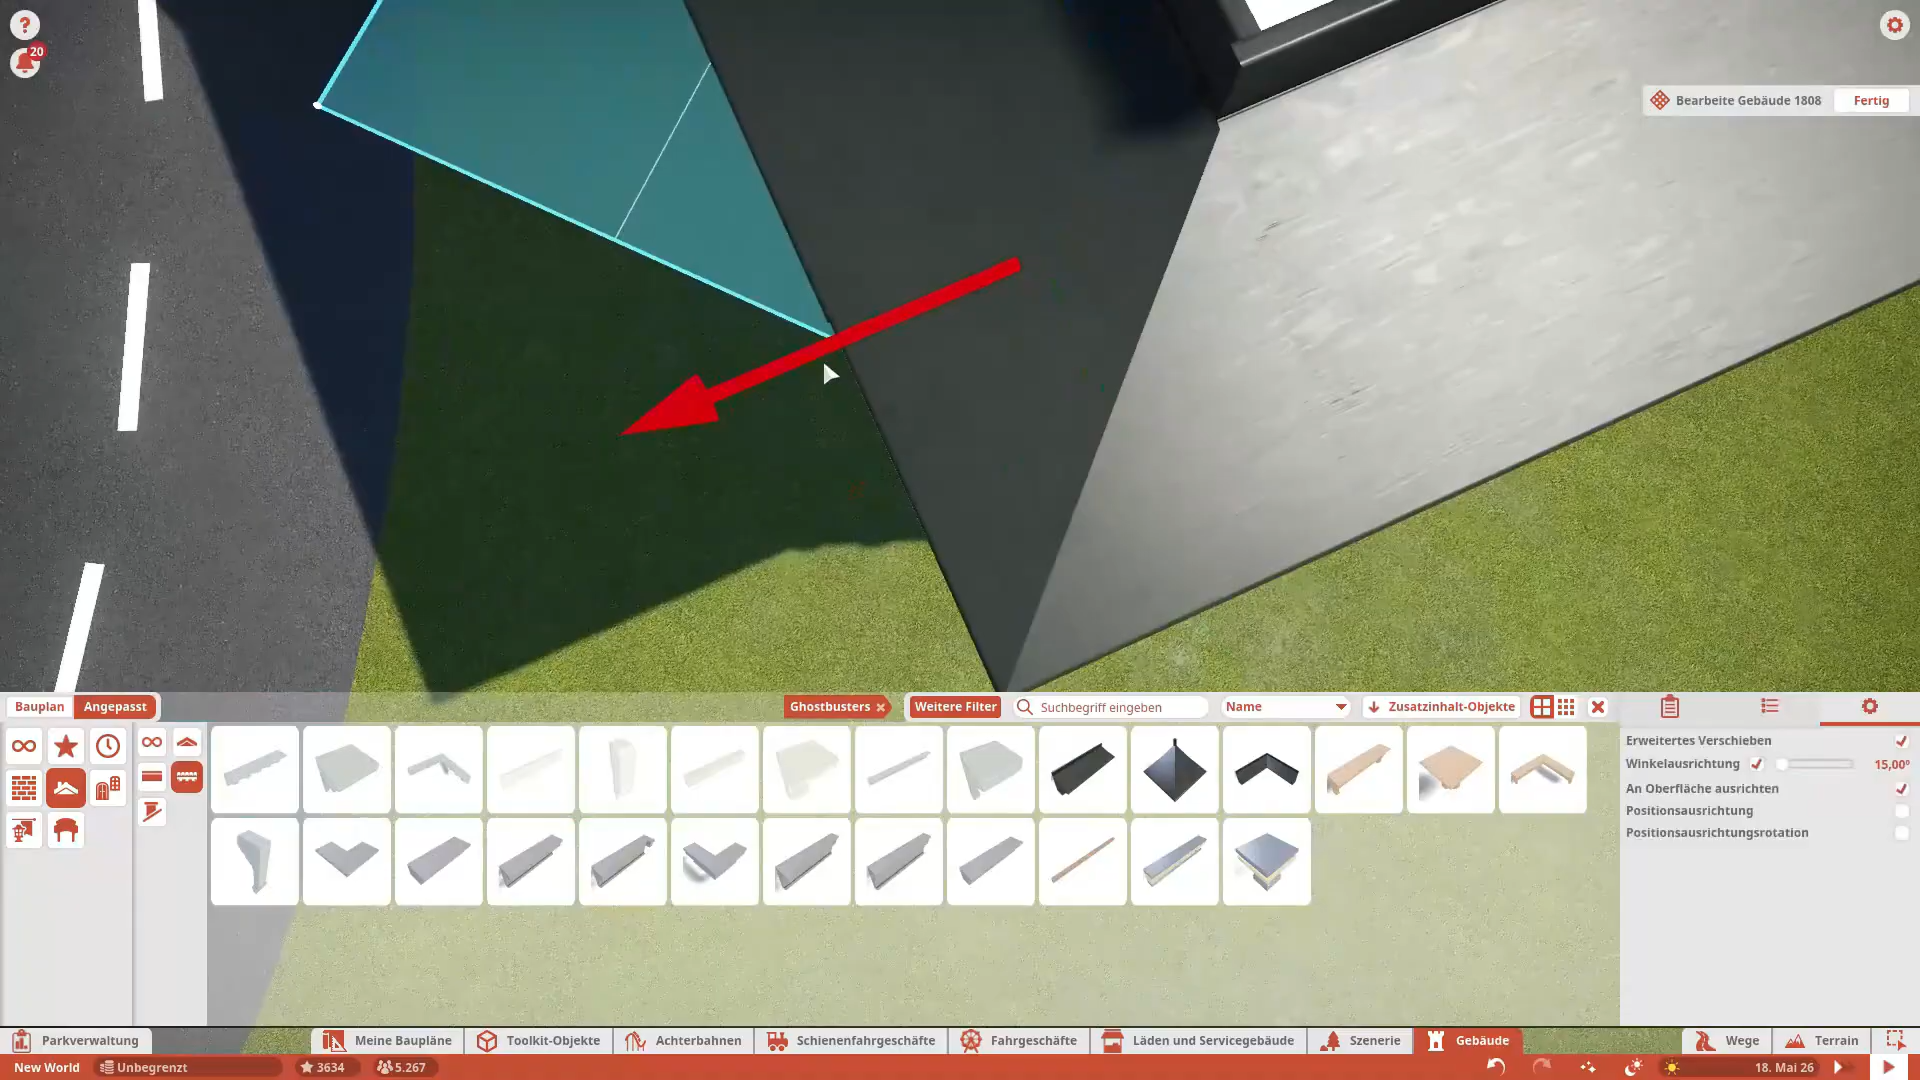 ?
20
Bearbeite Gebäude 1808
Fertig
Bauplan
Angepasst
Ghostbusters
Weitere Filter
Suchbegriff eingeben
Name
Zusatzinhalt-Objekte
Erweitertes Verschieben
Winkelausrichtung
15,00°
An Oberfläche ausrichten
Positionsausrichtung
Positionsausrichtungsrotation
Parkverwaltung
Meine Baupläne
Toolkit-Objekte
Achterbahnen
Schienenfahrgeschäfte
Fahrgeschäfte
Läden und Servicegebäude
Szenerie
Gebäude
Wege
Terrain
New World
Unbegrenzt
3634
5.267
18. Mai 26